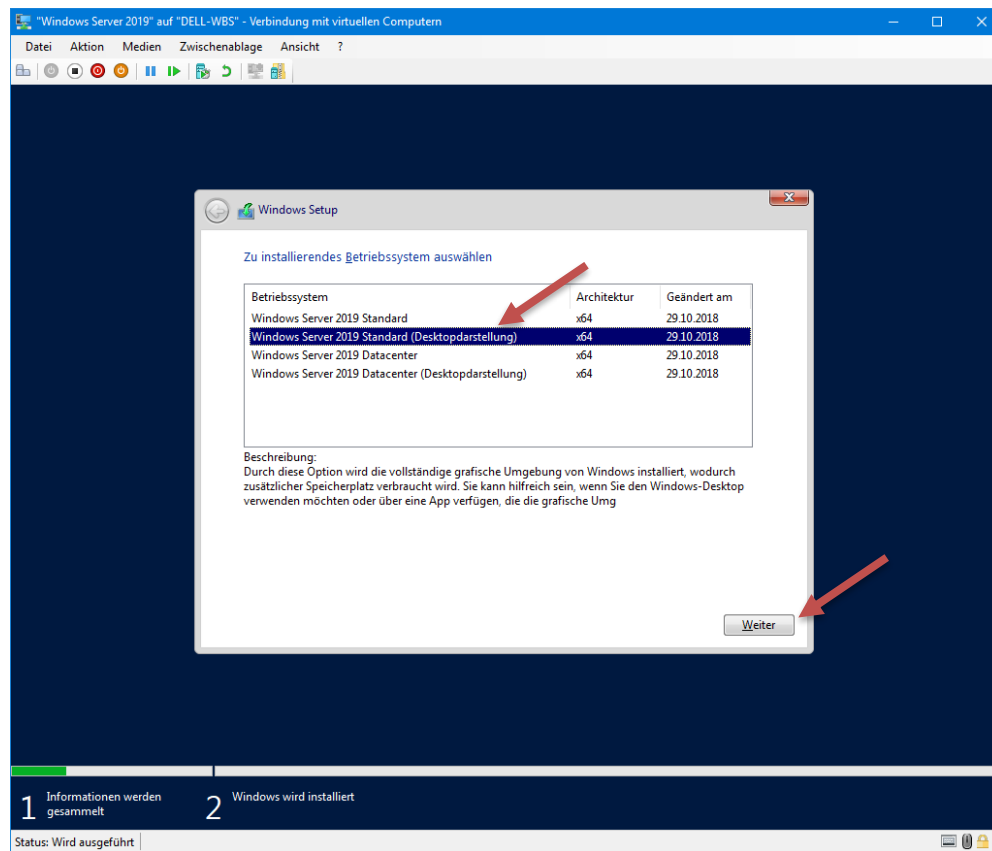 "Windows Server 2019" auf "DELL-WBS" - Verbindung mit virtuellen Computern
Datei Aktion Medien Zwischenablage Ansicht ?
Windows Setup
Zu installierendes Betriebssystem auswählen
Betriebssystem Architektur Geändert am
Windows Server 2019 Standard x64 29.10.2018
Windows Server 2019 Standard (Desktopdarstellung) x64 29.10.2018
Windows Server 2019 Datacenter x64 29.10.2018
Windows Server 2019 Datacenter (Desktopdarstellung) x64 29.10.2018
Beschreibung:
Durch diese Option wird die vollständige grafische Umgebung von Windows installiert, wodurch
zusätzlicher Speicherplatz verbraucht wird. Sie kann hilfreich sein, wenn Sie den Windows-Desktop
verwenden möchten oder über eine App verfügen, die die grafische Umg
Weiter
1 Informationen werden
gesammelt
2 Windows wird installiert
Status: Wird ausgeführt